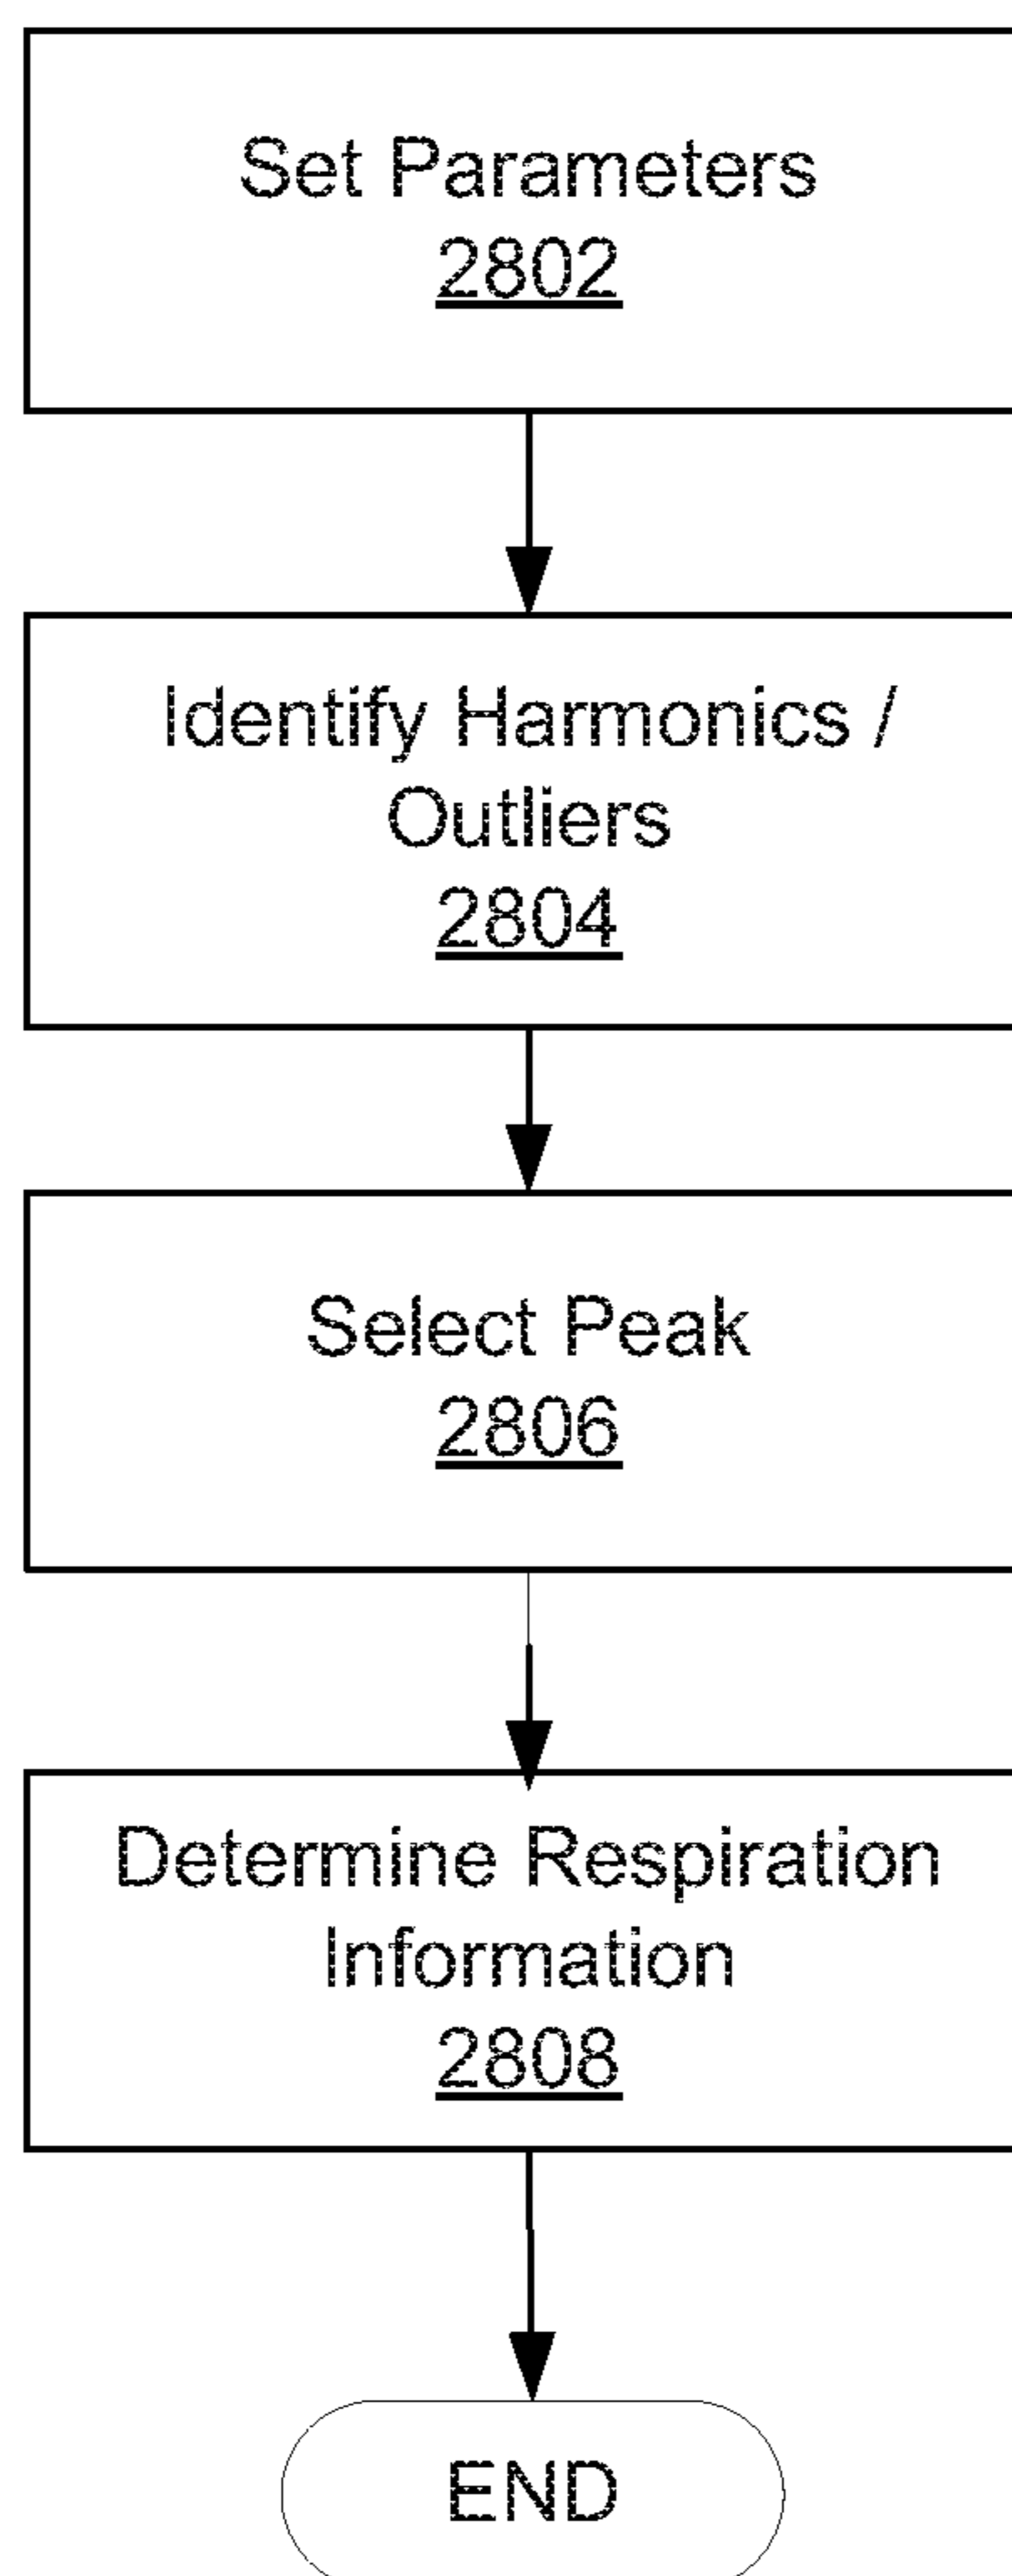 Set Parameters
2802
Identify Harmonics /
Outliers
2804
Select Peak
2806
Determine Respiration
Information
2808
END